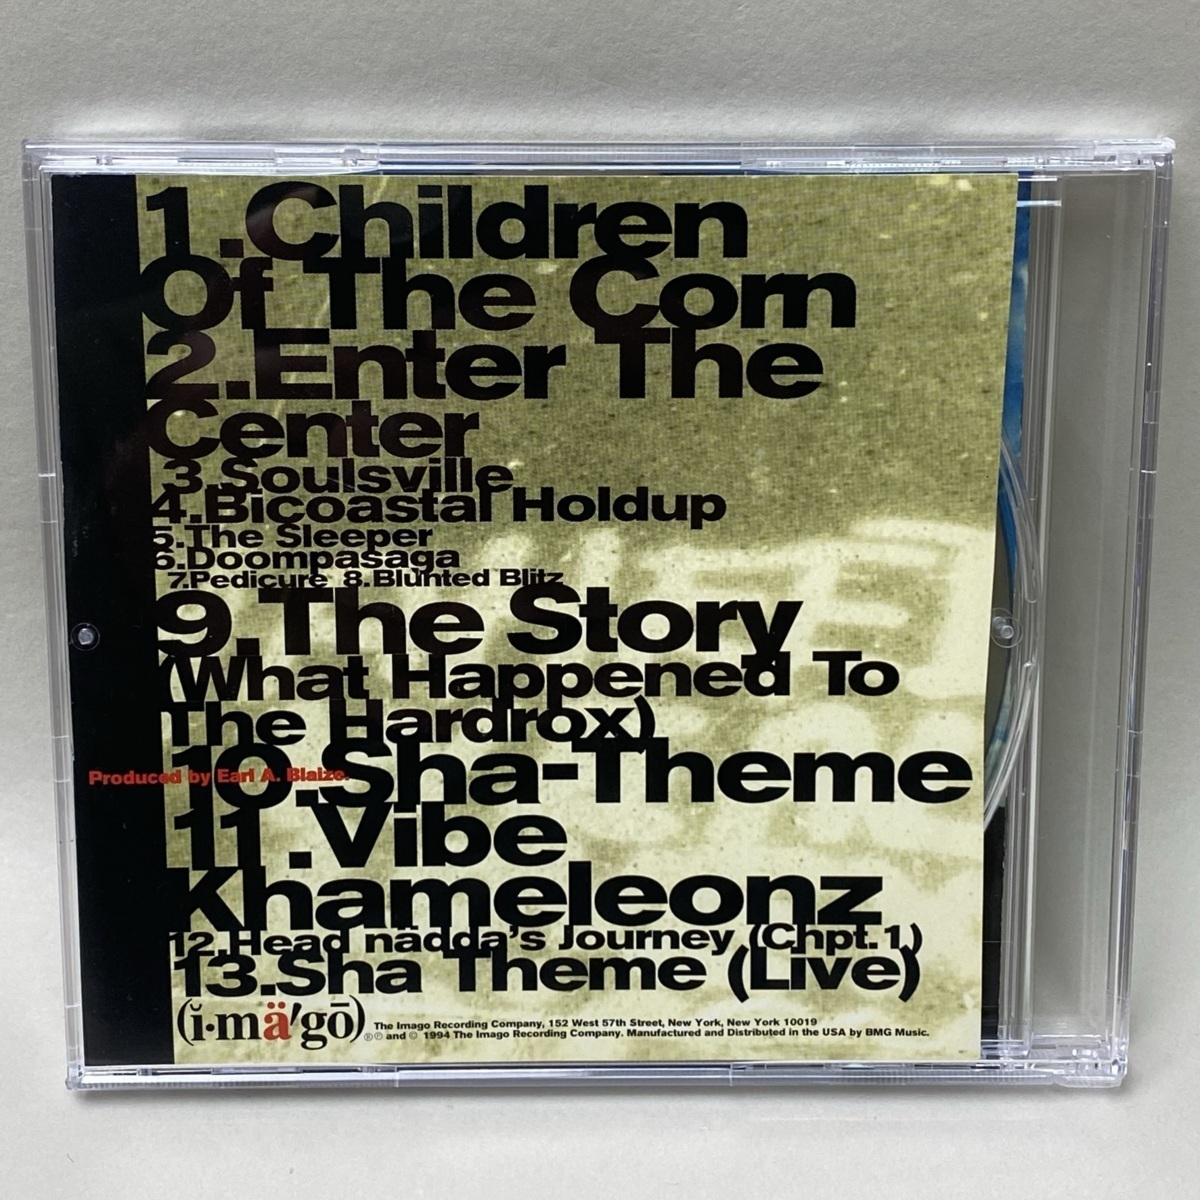 1.Children
Of The Corn
2.Enter The
Center
3.Soulsville
4.Bicoastal Holdup
5.The Sleeper
6.Doompasaga
7.Pedicure 8.Blunted Blitz
9.The Story
(What Happened To
The Hardrox)
10.Sha-Theme
Produced by Earl A. Blaize.
11.Vibe
Khameleonz
12.Head nädda's Journey (Chpt.1)
13.Sha Theme (Live)
(ĭ·mä′gō)
The Imago Recording Company, 152 West 57th Street, New York, New York 10019
®℗ and © 1994 The Imago Recording Company. Manufactured and Distributed in the USA by BMG Music.